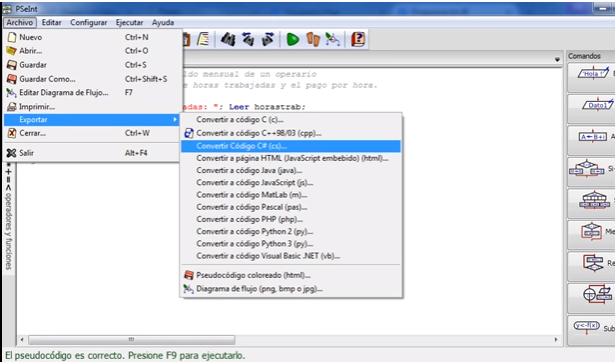 PSeInt
Archivo Editar Configurar Ejecutar Ayuda
Nuevo Ctrl+N
Abrir... Ctrl+O
Guardar Ctrl+S
Guardar Como... Ctrl+Shift+S
Editar Diagrama de Flujo... F7
Imprimir...
Exportar
Cerrar... Ctrl+W
Salir Alt+F4
ldo mensual de un operario
e horas trabajadas y el pago por hora.
adas: "; Leer horastrab;
Convertir a código C (c)...
Convertir a código C++98/03 (cpp)...
Convertir Código C# (cs)...
Convertir a página HTML (JavaScript embebido) (html)...
Convertir a código Java (java)...
Convertir a código JavaScript (js)...
Convertir a código MatLab (m)...
Convertir a código Pascal (pas)...
Convertir a código PHP (php)...
Convertir a código Python 2 (py)...
Convertir a código Python 3 (py)...
Convertir a código Visual Basic .NET (vb)...
Pseudocódigo coloreado (html)...
Diagrama de flujo (png, bmp o jpg)...
operadores y funciones
Comandos
'Hola !'
Dato1
A←B+1 A
Si-
S
Me
Re
y←f(x) Sub
El pseudocódigo es correcto. Presione F9 para ejecutarlo.